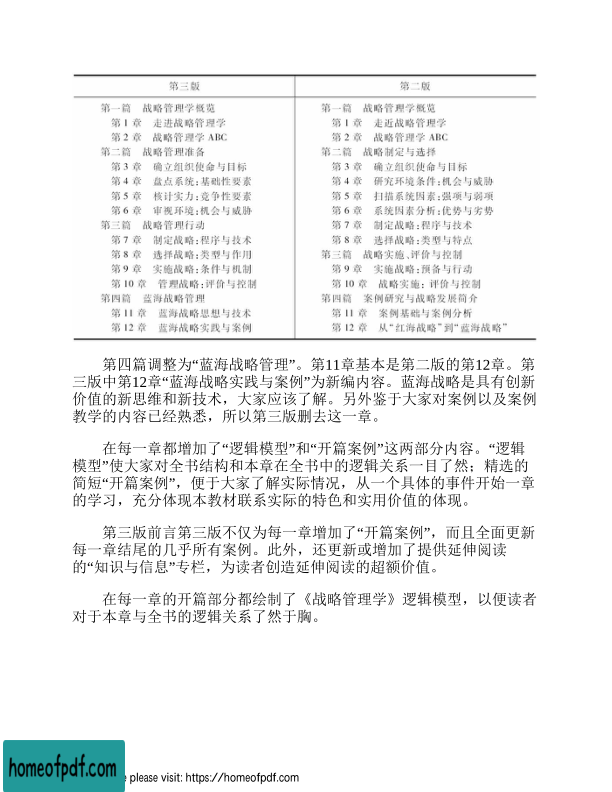 第三版 第二版
第一篇 战略管理学概览 第一篇 战略管理学概览
第 1 章 走进战略管理学 第 1 章 走近战略管理学
第 2 章 战略管理学 ABC 第 2 章 战略管理学 ABC
第二篇 战略管理准备 第二篇 战略制定与选择
第 3 章 确立组织使命与目标 第 3 章 确立组织使命与目标
第 4 章 盘点系统:基础性要素 第 4 章 研究环境条件:机会与威胁
第 5 章 核计实力:竞争性要素 第 5 章 扫描系统因素:强项与弱项
第 6 章 审视环境:机会与威胁 第 6 章 系统因素分析:优势与劣势
第三篇 战略管理行动 第 7 章 制定战略:程序与技术
第 7 章 制定战略:程序与技术 第 8 章 选择战略:类型与特点
第 8 章 选择战略:类型与作用 第三篇 战略实施、评价与控制
第 9 章 实施战略:条件与机制 第 9 章 实施战略:预备与行动
第 10 章 管理战略:评价与控制 第 10 章 战略实施: 评价与控制
第四篇 蓝海战略管理 第四篇 案例研究与战略发展简介
第 11 章 蓝海战略思想与技术 第 11 章 案例基础与案例分析
第 12 章 蓝海战略实践与案例 第 12 章 从“红海战略”到“蓝海战略”
第四篇调整为“蓝海战略管理”。第11章基本是第二版的第12章。第
三版中第12章“蓝海战略实践与案例”为新编内容。蓝海战略是具有创新
价值的新思维和新技术，大家应该了解。另外鉴于大家对案例以及案例
教学的内容已经熟悉，所以第三版删去这一章。
在每一章都增加了“逻辑模型”和“开篇案例”这两部分内容。“逻辑
模型”使大家对全书结构和本章在全书中的逻辑关系一目了然；精选的
简短“开篇案例”，便于大家了解实际情况，从一个具体的事件开始一章
的学习，充分体现本教材联系实际的特色和实用价值的体现。
第三版前言第三版不仅为每一章增加了“开篇案例”，而且全面更新
每一章结尾的几乎所有案例。此外，还更新或增加了提供延伸阅读
的“知识与信息”专栏，为读者创造延伸阅读的超额价值。
在每一章的开篇部分都绘制了《战略管理学》逻辑模型，以便读者
对于本章与全书的逻辑关系了然于胸。
homeofpdf.com
e please visit: https://homeofpdf.com